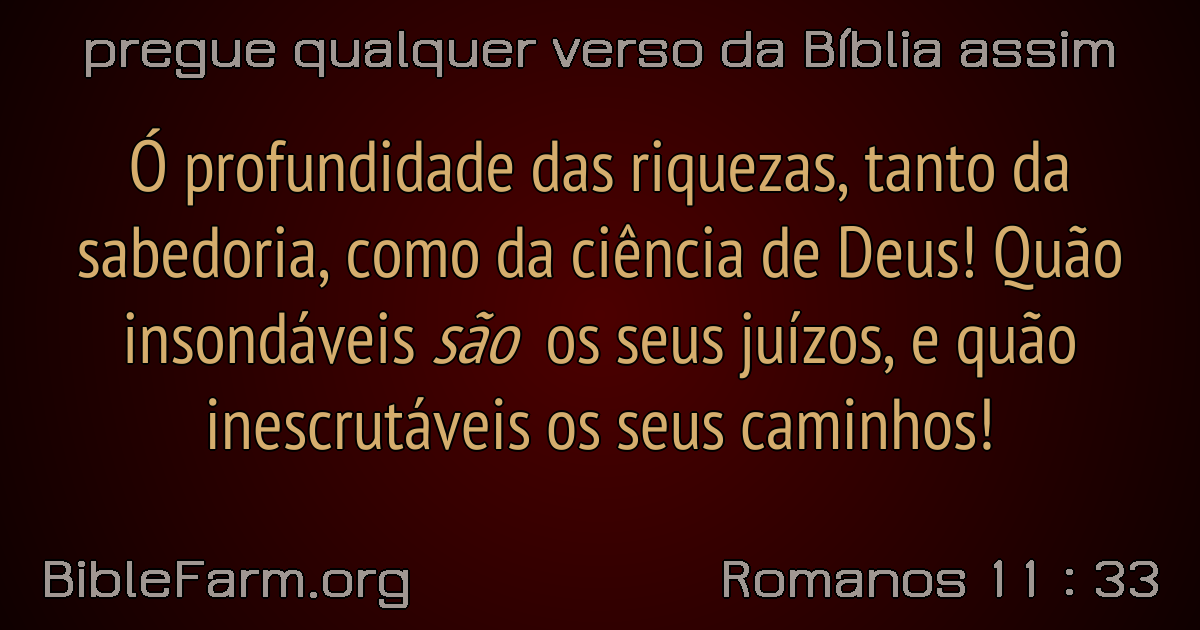 pregue qualquer verso da Bíblia assim
Ó profundidade das riquezas, tanto da
sabedoria, como da ciência de Deus! Quão
insondáveis são os seus juízos, e quão
inescrutáveis os seus caminhos!
BibleFarm.org
Romanos 11 : 33